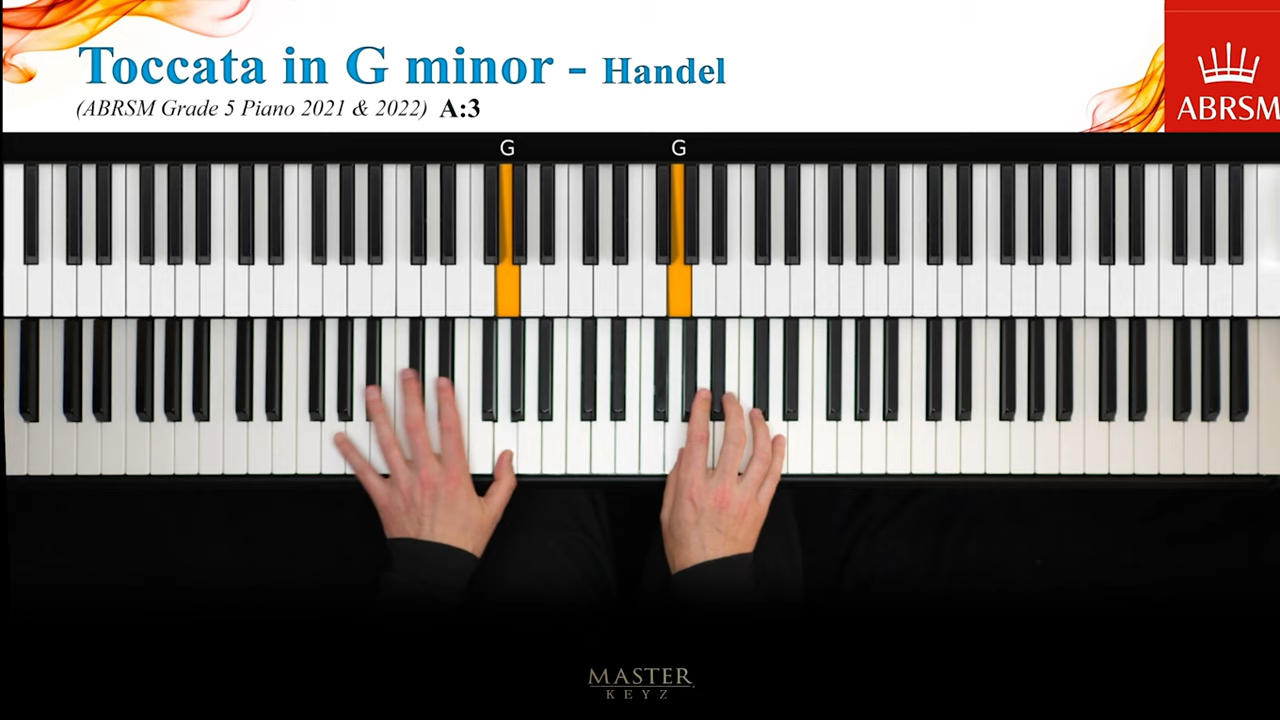 Toccata in G minor - Handel
(ABRSM Grade 5 Piano 2021 & 2022) A:3
ABRSM
G G
MASTER
KEYZ